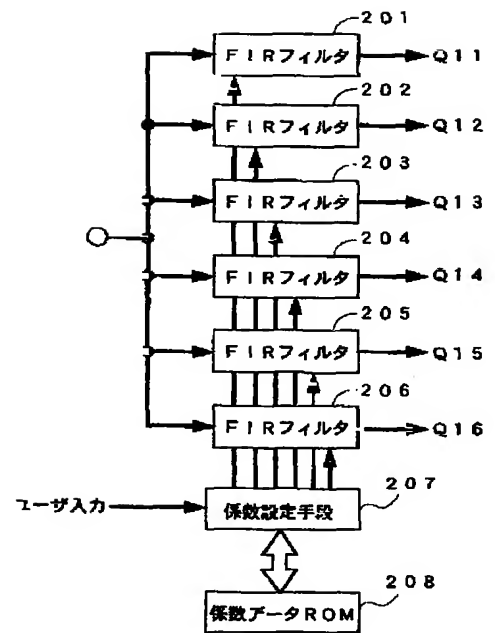 201
FIRフィルタ
Q11
202
FIRフィルタ
Q12
203
FIRフィルタ
Q13
204
FIRフィルタ
Q14
205
FIRフィルタ
Q15
206
FIRフィルタ
Q16
ユーザ入力
係数設定手段
207
208
係数データROM